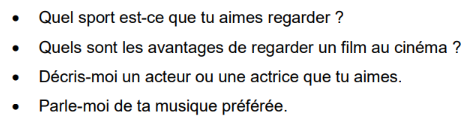 • Quel sport est-ce que tu aimes regarder ?
• Quels sont les avantages de regarder un film au cinéma ?
• Décris-moi un acteur ou une actrice que tu aimes.
• Parle-moi de ta musique préférée.